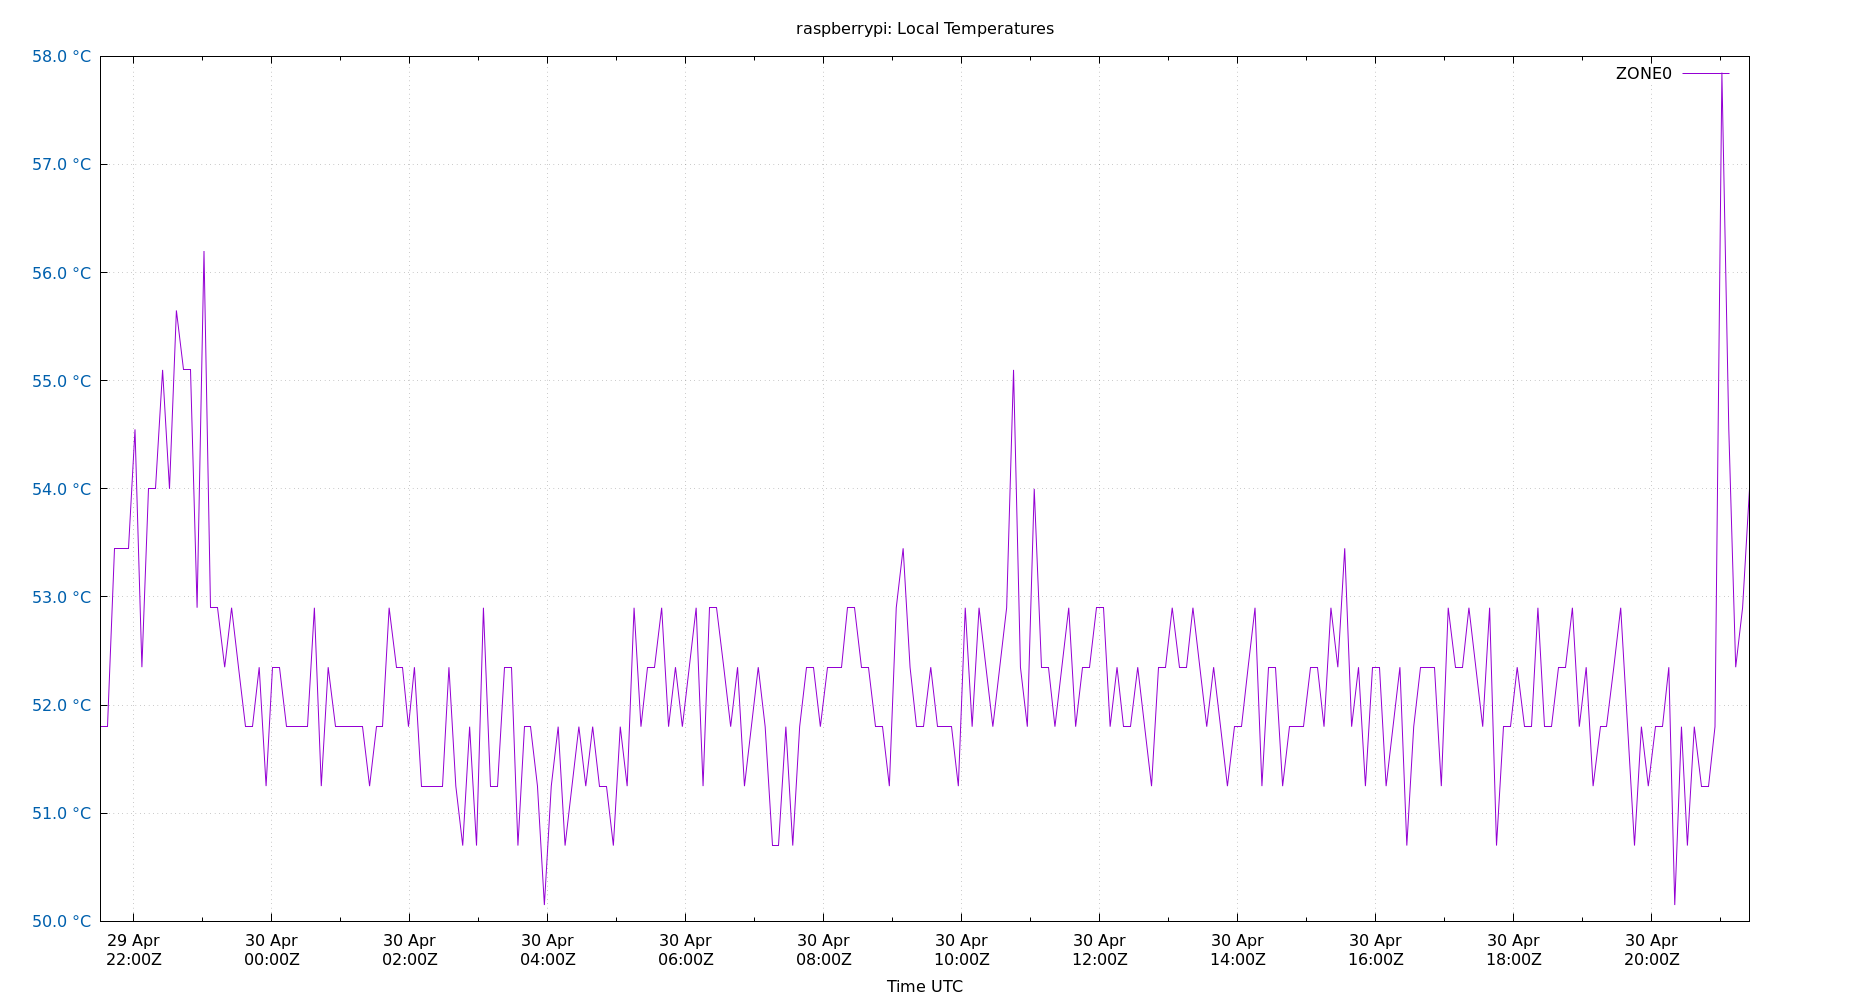 raspberrypi: Local Temperatures
58.0 °C
ZONE0
57.0 °C
56.0 °C
55.0 °C
54.0 °C
53.0 °C
52.0 °C
51.0 °C
50.0 °C
29 Apr 30 Apr 30 Apr 30 Apr 30 Apr 30 Apr 30 Apr 30 Apr 30 Apr 30 Apr 30 Apr 30 Apr
22:00Z 00:00Z 02:00Z 04:00Z 06:00Z 08:00Z 10:00Z 12:00Z 14:00Z 16:00Z 18:00Z 20:00Z
Time UTC